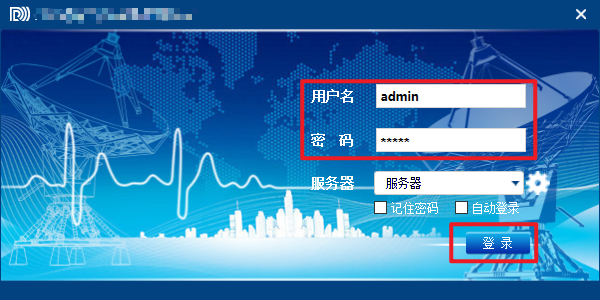 用户名 admin
密 码 *****
服务器 服务器
记住密码 自动登录
登 录